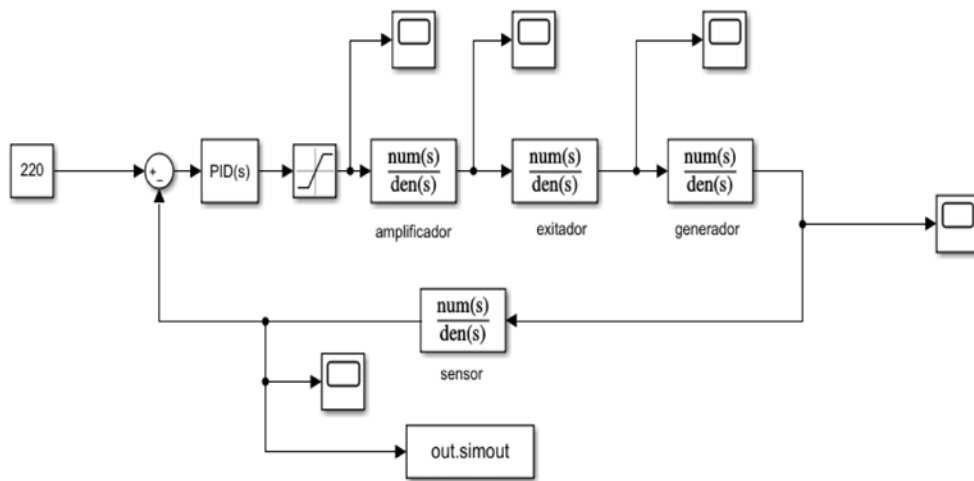 220
+
−
PID(s)
num(s)
den(s)
amplificador
num(s)
den(s)
exitador
num(s)
den(s)
generador
num(s)
den(s)
sensor
out.simout